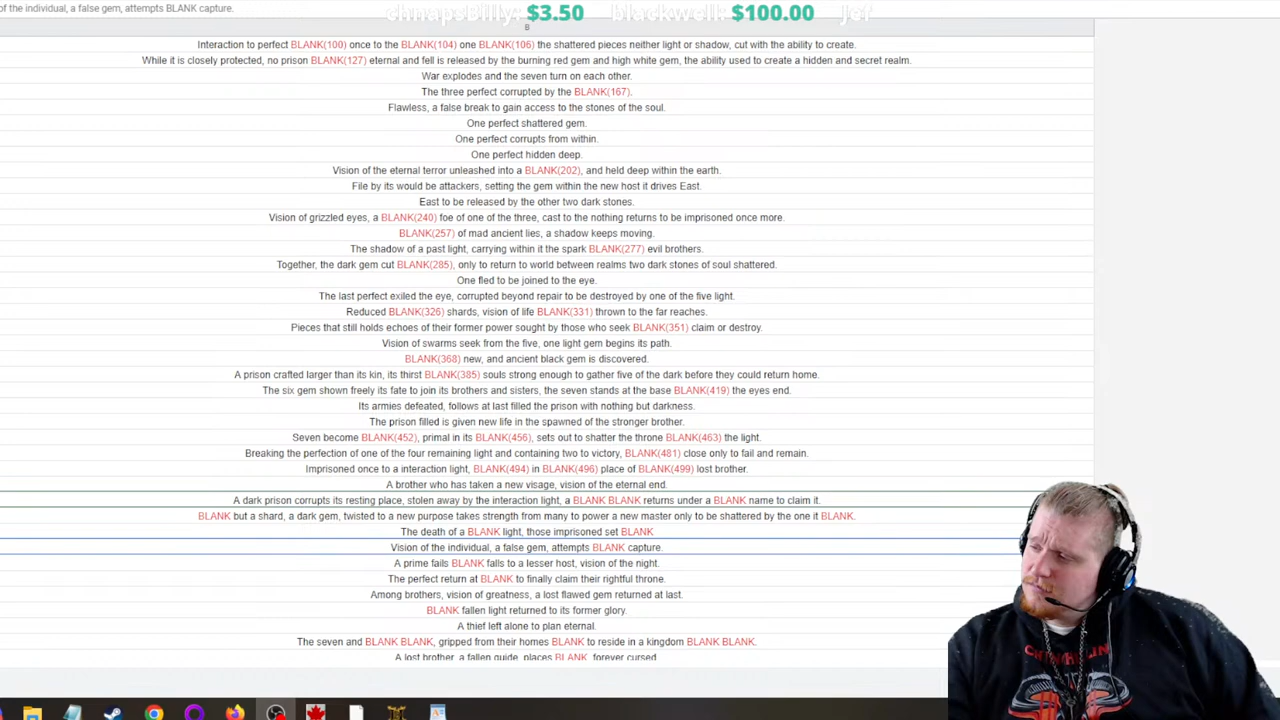 of the individual, a false gem, attempts BLANK capture.
chnapsBilly: $3.50 blackwell: $100.00 Jef
B
Interaction to perfect BLANK(100) once to the BLANK(104) one BLANK(106) the shattered pieces neither light or shadow, cut with the ability to create.
While it is closely protected, no prison BLANK(127) eternal and fell is released by the burning red gem and high white gem, the ability used to create a hidden and secret realm.
War explodes and the seven turn on each other.
The three perfect corrupted by the BLANK(167).
Flawless, a false break to gain access to the stones of the soul.
One perfect shattered gem.
One perfect corrupts from within.
One perfect hidden deep.
Vision of the eternal terror unleashed into a BLANK(202), and held deep within the earth.
File by its would be attackers, setting the gem within the new host it drives East.
East to be released by the other two dark stones.
Vision of grizzled eyes, a BLANK(240) foe of one of the three, cast to the nothing returns to be imprisoned once more.
BLANK(257) of mad ancient lies, a shadow keeps moving.
The shadow of a past light, carrying within it the spark BLANK(277) evil brothers.
Together, the dark gem cut BLANK(285), only to return to world between realms two dark stones of soul shattered.
One fled to be joined to the eye.
The last perfect exiled the eye, corrupted beyond repair to be destroyed by one of the five light.
Reduced BLANK(326) shards, vision of life BLANK(331) thrown to the far reaches.
Pieces that still holds echoes of their former power sought by those who seek BLANK(351) claim or destroy.
Vision of swarms seek from the five, one light gem begins its path.
BLANK(368) new, and ancient black gem is discovered.
A prison crafted larger than its kin, its thirst BLANK(385) souls strong enough to gather five of the dark before they could return home.
The six gem shown freely its fate to join its brothers and sisters, the seven stands at the base BLANK(419) the eyes end.
Its armies defeated, follows at last filled the prison with nothing but darkness.
The prison filled is given new life in the spawned of the stronger brother.
Seven become BLANK(452), primal in its BLANK(456), sets out to shatter the throne BLANK(463) the light.
Breaking the perfection of one of the four remaining light and containing two to victory, BLANK(481) close only to fail and remain.
Imprisoned once to a interaction light, BLANK(494) in BLANK(496) place of BLANK(499) lost brother.
A brother who has taken a new visage, vision of the eternal end.
A dark prison corrupts its resting place, stolen away by the interaction light, a BLANK BLANK returns under a BLANK name to claim it.
BLANK but a shard, a dark gem, twisted to a new purpose takes strength from many to power a new master only to be shattered by the one it BLANK.
The death of a BLANK light, those imprisoned set BLANK
Vision of the individual, a false gem, attempts BLANK capture.
A prime fails BLANK falls to a lesser host, vision of the night.
The perfect return at BLANK to finally claim their rightful throne.
Among brothers, vision of greatness, a lost flawed gem returned at last.
BLANK fallen light returned to its former glory.
A thief left alone to plan eternal.
The seven and BLANK BLANK, gripped from their homes BLANK to reside in a kingdom BLANK BLANK.
A lost brother, a fallen guide, places BLANK, forever cursed